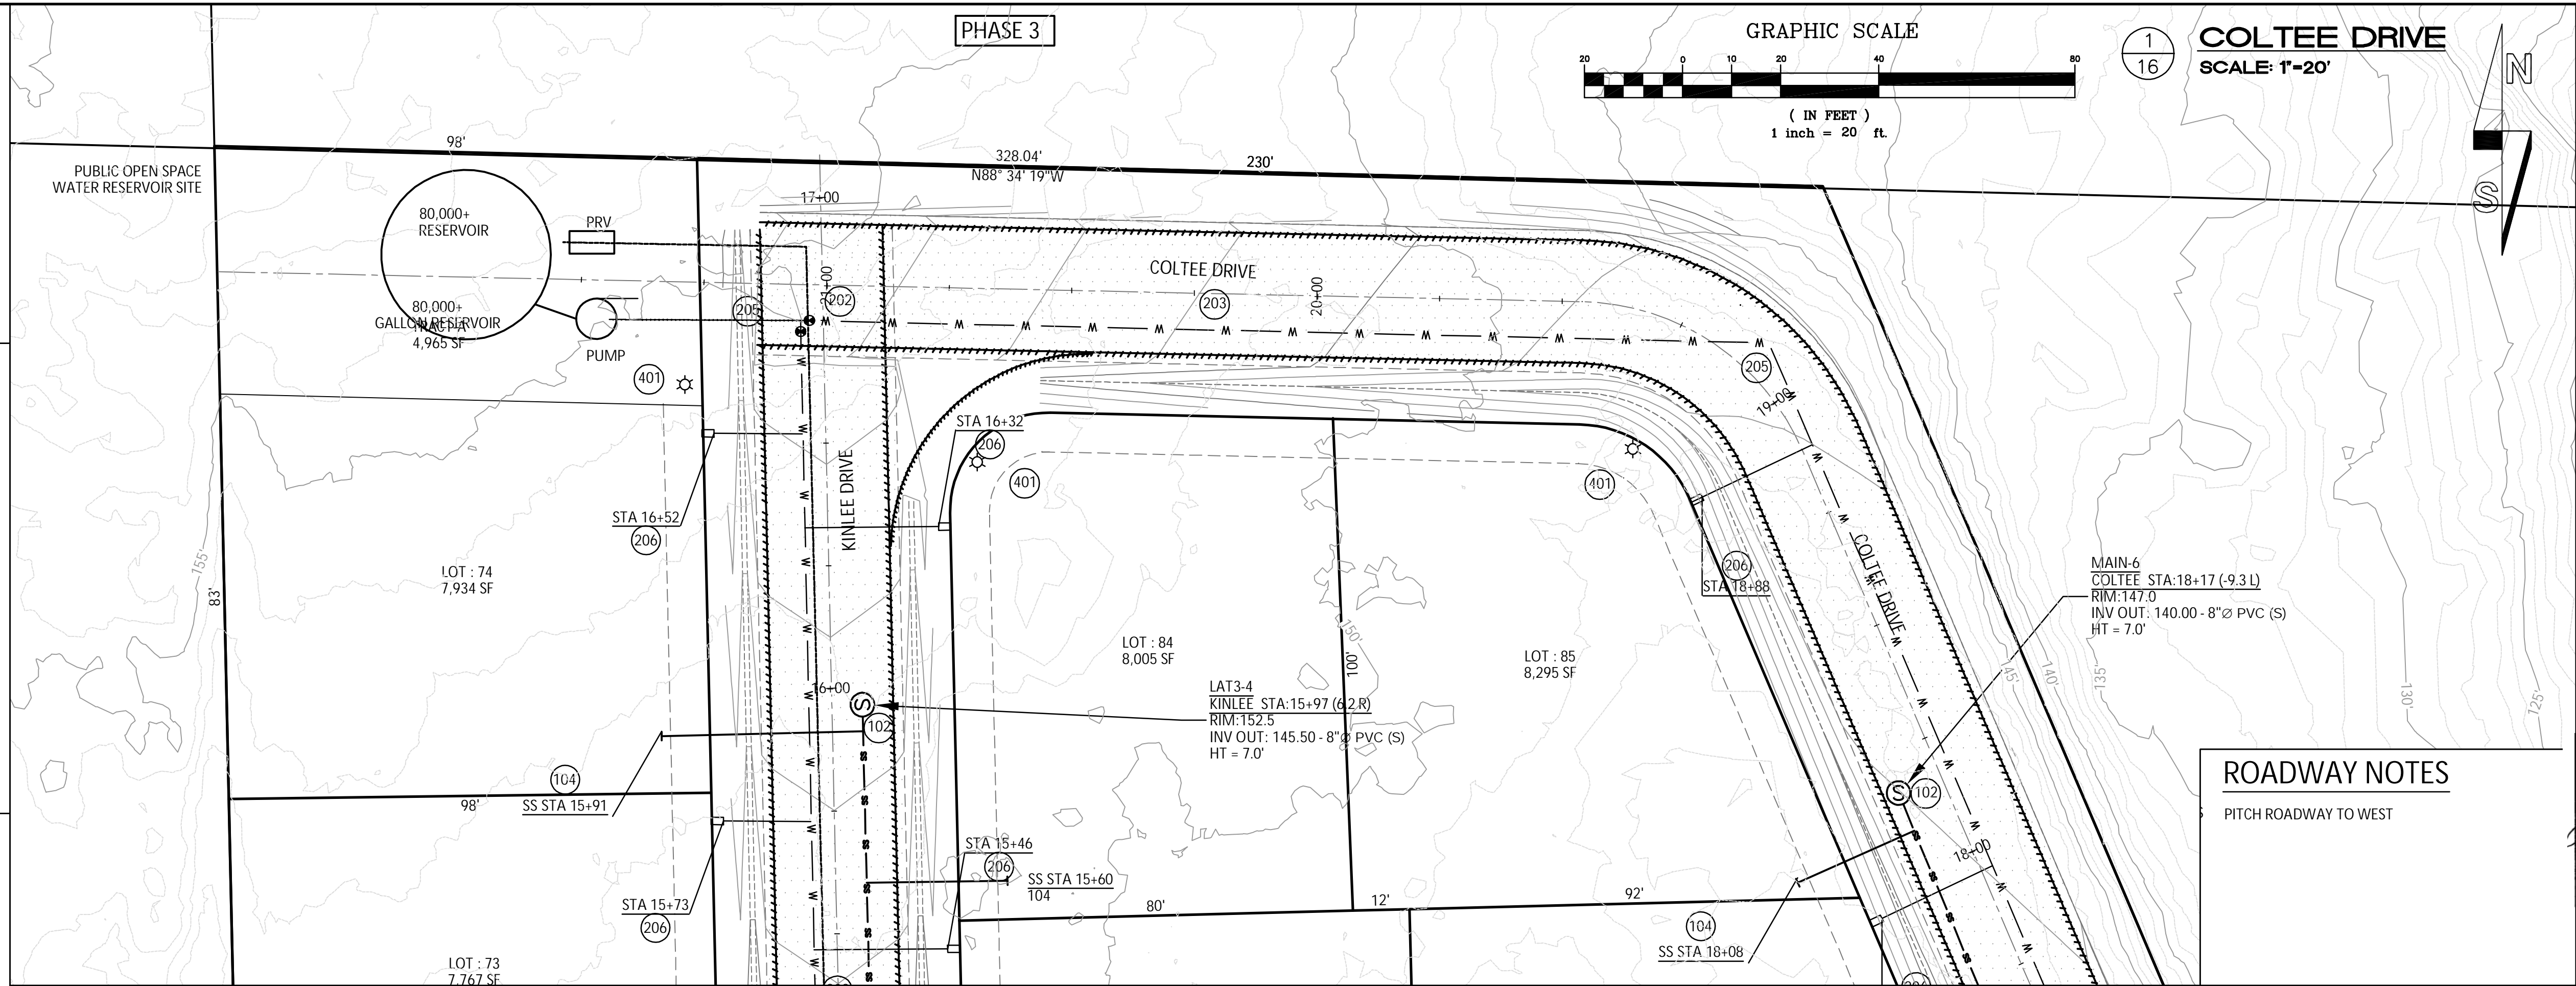 PHASE 3
GRAPHIC SCALE
20 0 10 20 40 80
( IN FEET )
1 inch = 20 ft.
1
16
COLTEE DRIVE
SCALE: 1"=20'
N
S
98'
328.04'
N88° 34' 19"W
230'
PUBLIC OPEN SPACE
WATER RESERVOIR SITE
80,000+
RESERVOIR
PRV
17+00
80,000+
GALLON RESERVOIR
4,965 SF
PUMP
205
202
COLTEE DRIVE
203
20+00
205
19+00
401
STA 16+32
206
401
401
KINLEE DRIVE
STA 16+52
206
155'
83'
LOT : 74
7,934 SF
COLTEE DRIVE
206
STA 18+88
MAIN-6
COLTEE STA:18+17 (-9.3 L)
RIM:147.0
INV OUT: 140.00 - 8"Ø PVC (S)
HT = 7.0'
LOT : 84
8,005 SF
150'
100'
LOT : 85
8,295 SF
140'
135
130'
125'
16+00
S
102
LAT3-4
KINLEE STA:15+97 (6.2 R)
RIM:152.5
INV OUT: 145.50 - 8"Ø PVC (S)
HT = 7.0'
104
SS STA 15+91
98'
S
102
18+00
ROADWAY NOTES
PITCH ROADWAY TO WEST
STA 15+46
206
SS STA 15+60
104
STA 15+73
206
80'
12'
92'
104
SS STA 18+08
LOT : 73
7,767 SF